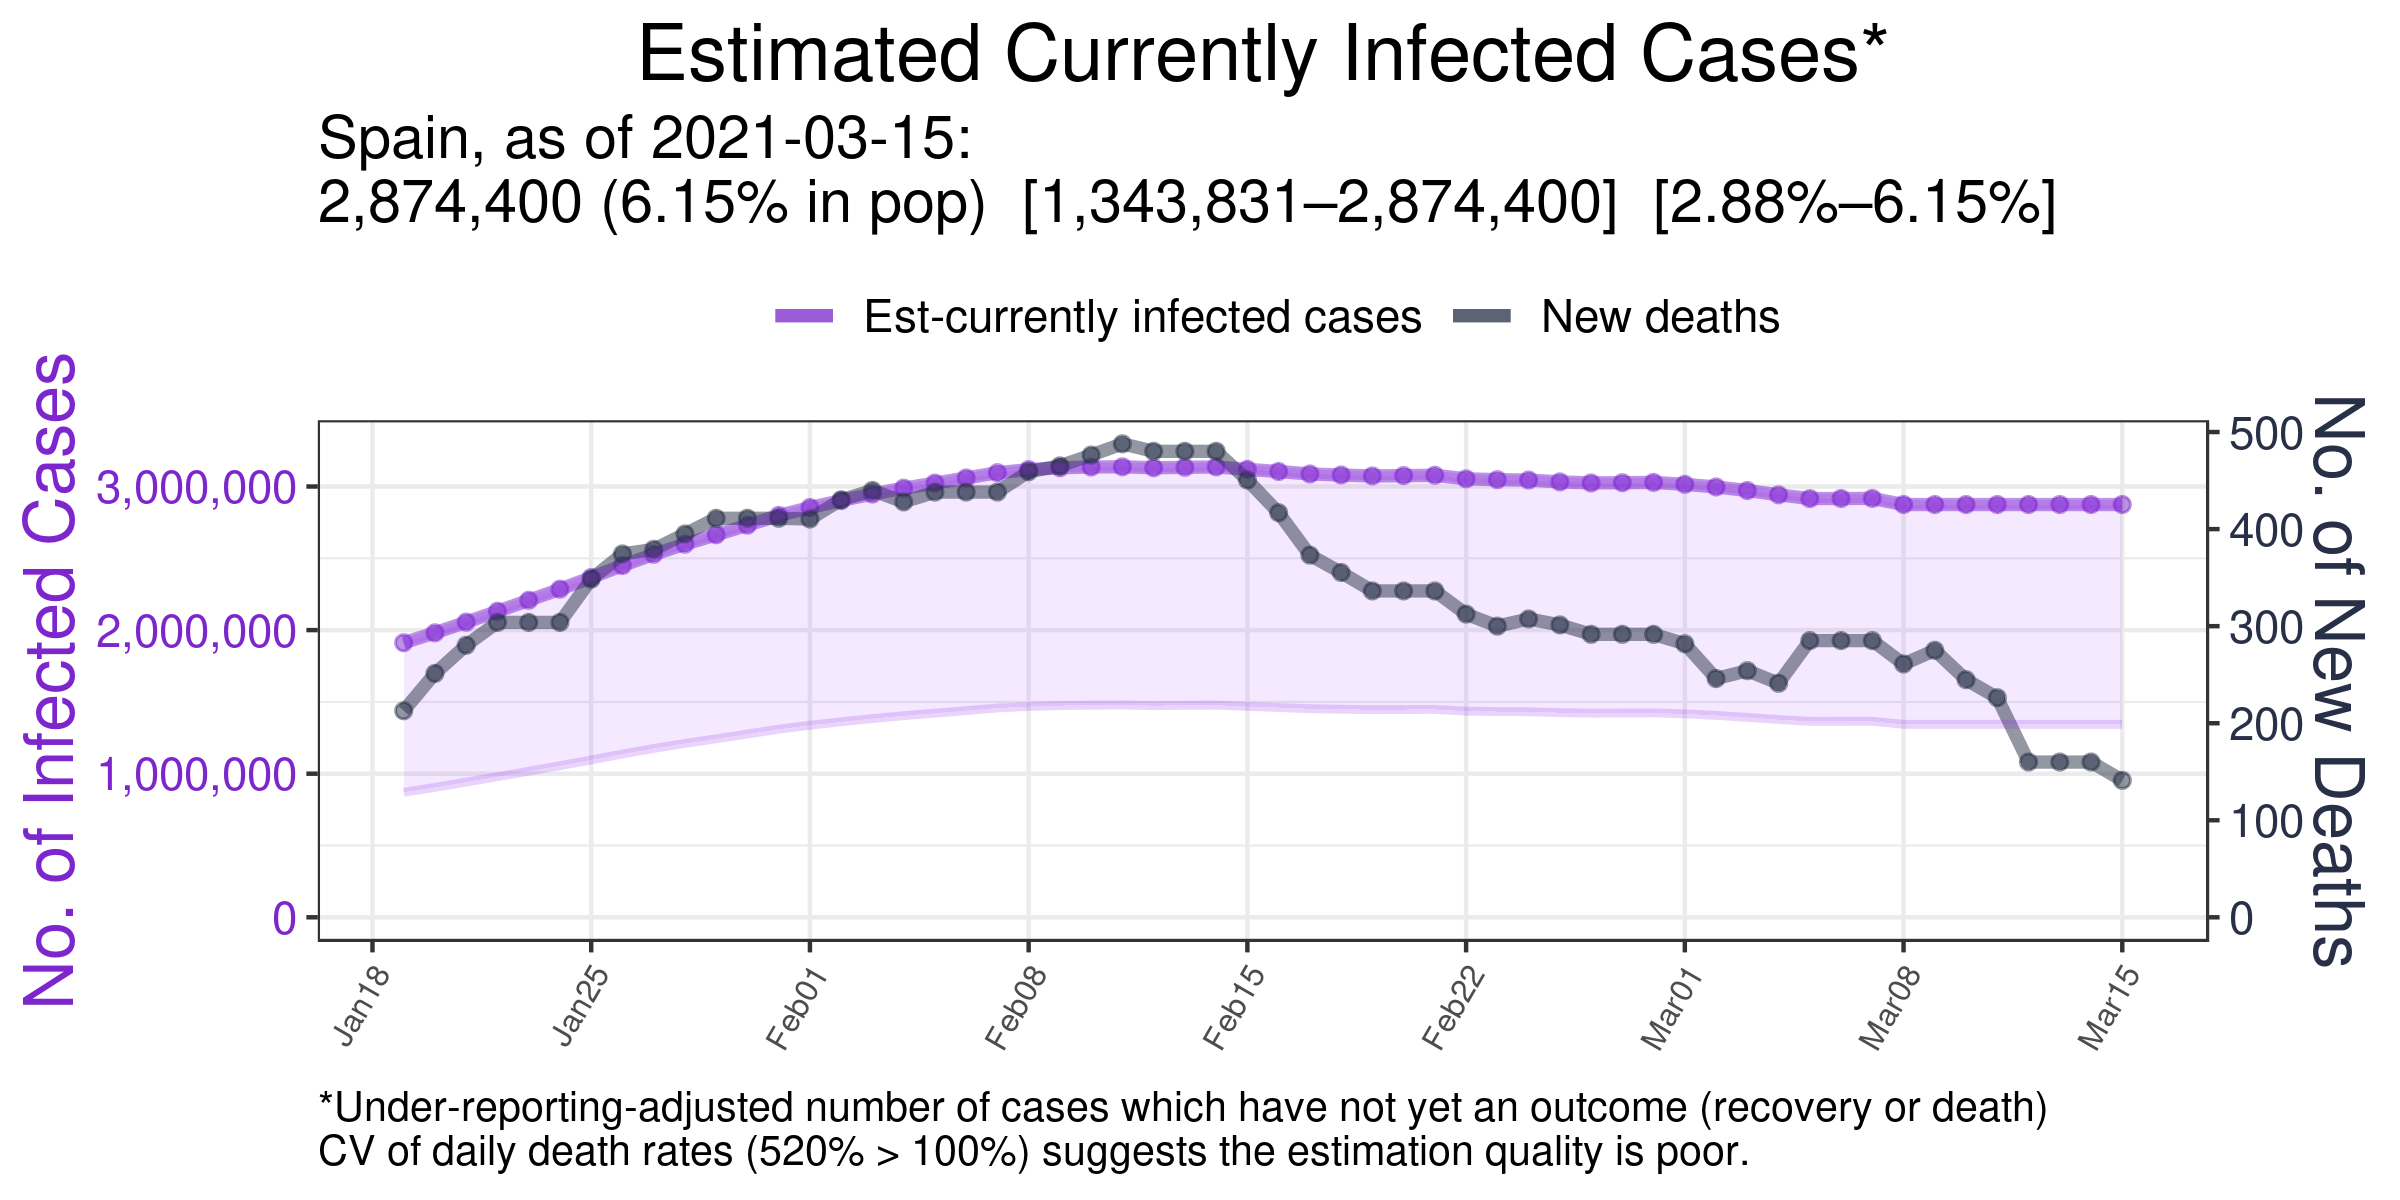 Estimated Currently Infected Cases*
Spain, as of 2021-03-15:
2,874,400 (6.15% in pop) [1,343,831–2,874,400] [2.88%–6.15%]
Est-currently infected cases
New deaths
No. of Infected Cases
3,000,000
2,000,000
1,000,000
0
500
400
300
200
100
0
No. of New Deaths
Jan18
Jan25
Feb01
Feb08
Feb15
Feb22
Mar01
Mar08
Mar15
*Under-reporting-adjusted number of cases which have not yet an outcome (recovery or death)
CV of daily death rates (520% > 100%) suggests the estimation quality is poor.